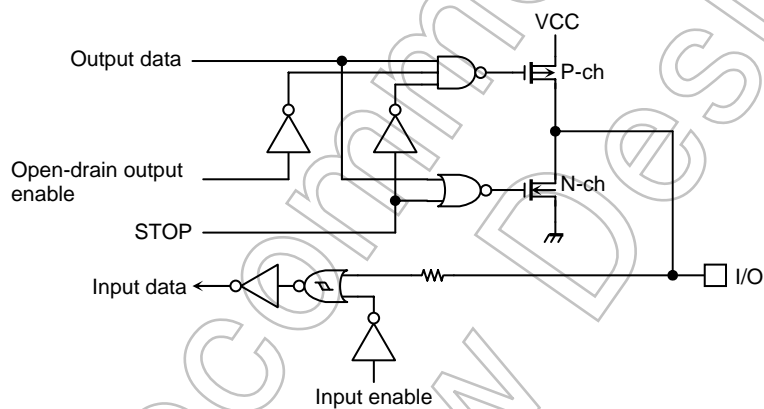 VCC
Output data
P-ch
Open-drain output
enable
N-ch
STOP
Input data
I/O
Input enable